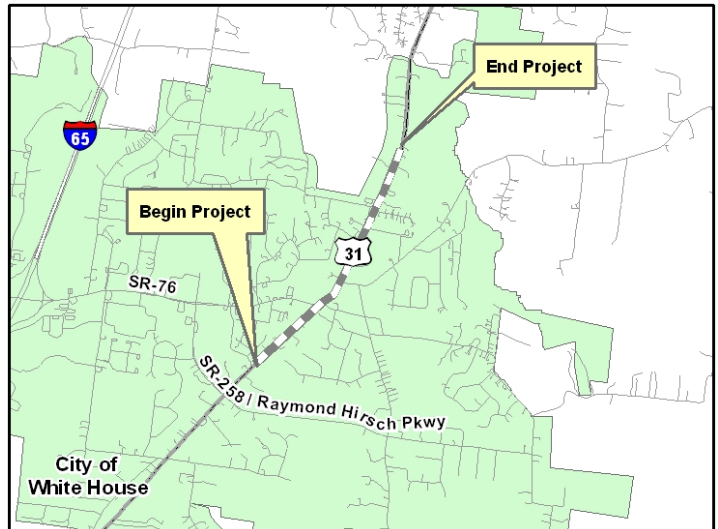 End Project
65
Begin Project
31
SR-76
SR-258 / Raymond Hirsch Pkwy
City of
White House